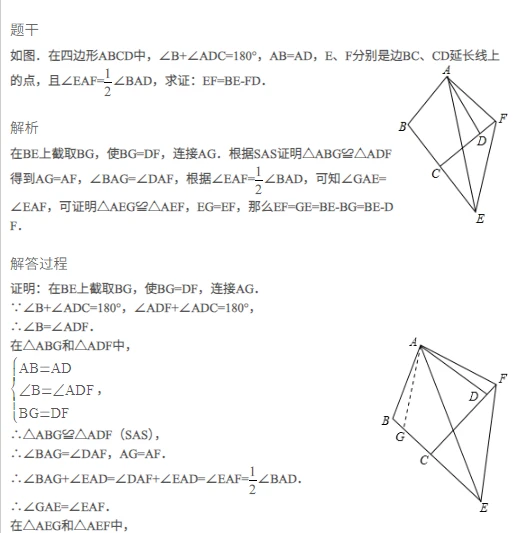 题干
如图．在四边形ABCD中，∠B+∠ADC=180°，AB=AD，E、F分别是边BC、CD延长线上
的点，且∠EAF=1/2∠BAD，求证：EF=BE-FD．
A
B
C
D
F
E
解析
在BE上截取BG，使BG=DF，连接AG．根据SAS证明△ABG≌△ADF
得到AG=AF，∠BAG=∠DAF，根据∠EAF=1/2∠BAD，可知∠GAE=
∠EAF，可证明△AEG≌△AEF，EG=EF，那么EF=GE=BE-BG=BE-D
F．
解答过程
证明：在BE上截取BG，使BG=DF，连接AG．
∵∠B+∠ADC=180°，∠ADF+∠ADC=180°，
∴∠B=∠ADF．
在△ABG和△ADF中，
{AB=AD
∠B=∠ADF，
BG=DF
∴△ABG≌△ADF（SAS），
∴∠BAG=∠DAF，AG=AF．
∴∠BAG+∠EAD=∠DAF+∠EAD=∠EAF=1/2∠BAD．
∴∠GAE=∠EAF．
在△AEG和△AEF中，
A
B
G
C
D
F
E